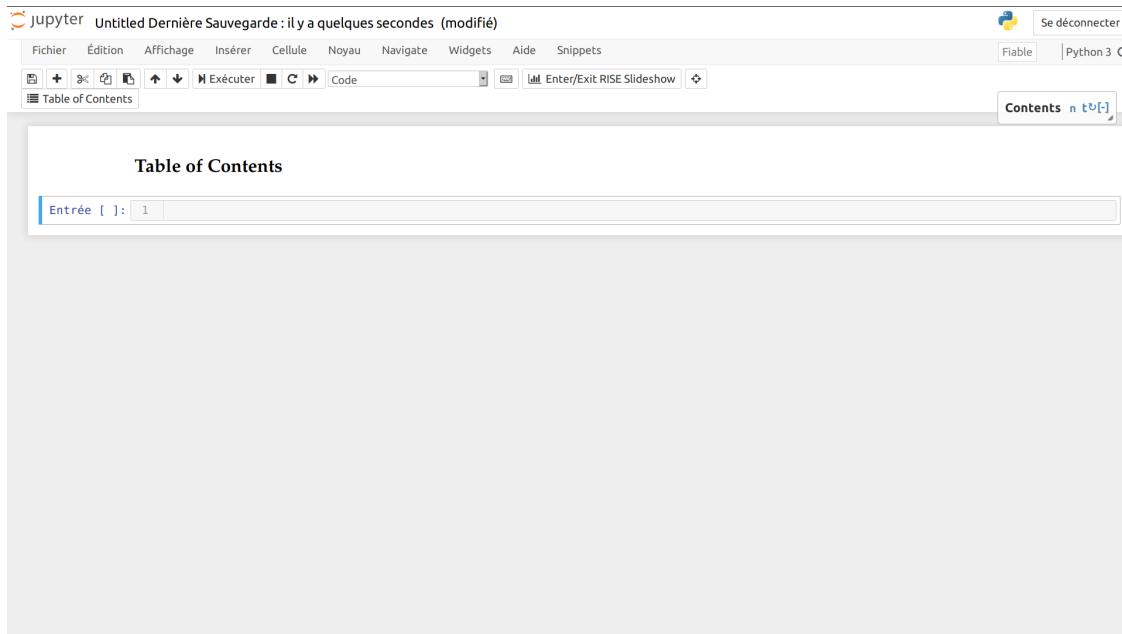 jupyter Untitled Dernière Sauvegarde : il y a quelques secondes (modifié)
Se déconnecter
Fichier Édition Affichage Insérer Cellule Noyau Navigate Widgets Aide Snippets
Fiable Python 3
Exécuter Code Enter/Exit RISE Slideshow
Table of Contents
Contents n t [-]
Table of Contents
Entrée [ ]: 1